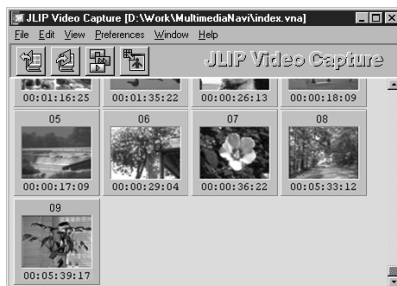 JLIP Video Capture [D:\Work\MultimediaNavi\index.vna]
File Edit View Preferences Window Help
JLIP Video Capture
00:01:16:25 00:01:35:22 00:00:26:13 00:00:18:09
05 06 07 08
00:00:17:09 00:00:29:04 00:00:36:22 00:05:33:12
09
00:05:39:17